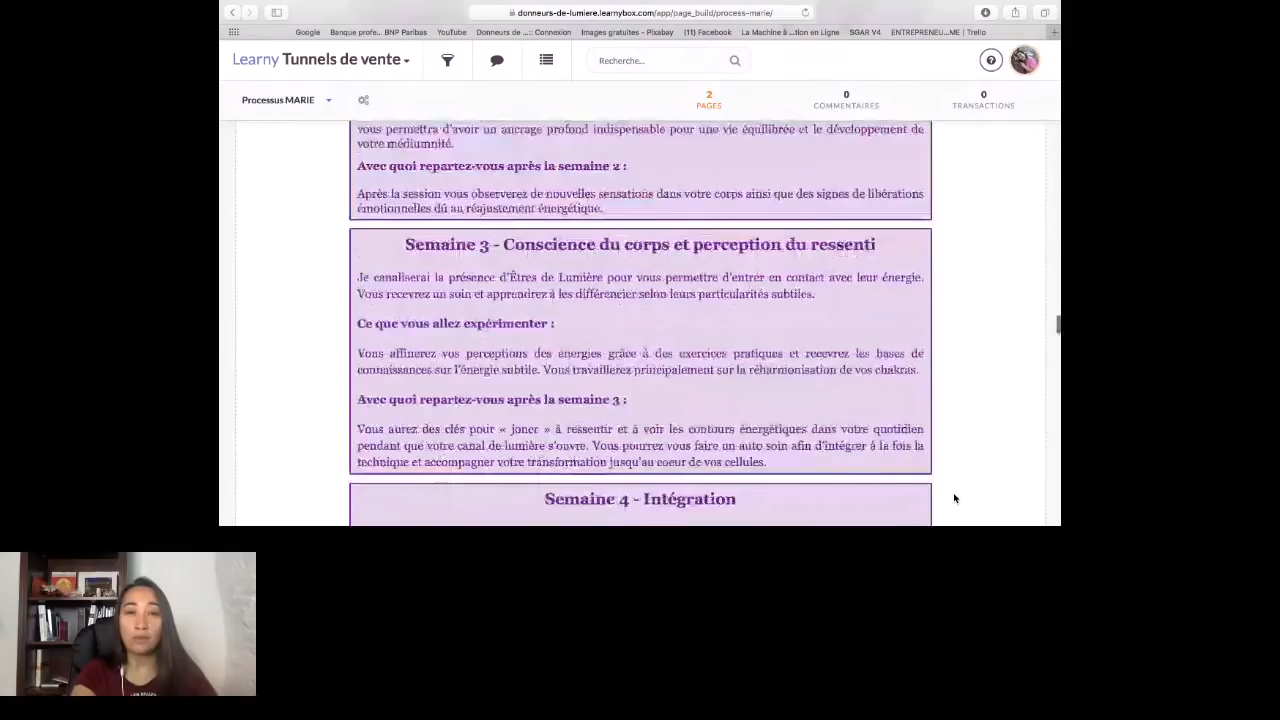 donneurs-de-lumiere.learnybox.com/app/page_build/process-marie/
Google Banque profe... BNP Paribas YouTube Donneurs de ...:: Connexion Images gratuites - Pixabay (11) Facebook La Machine à ...tion en Ligne SGAR V4 ENTREPRENEU...ME | Trello
Learny Tunnels de vente
Recherche...
Processus MARIE
2 PAGES
0 COMMENTAIRES
0 TRANSACTIONS
vous permettra d'avoir un ancrage profond indispensable pour une vie équilibrée et le développement de
votre médiumnité.
Avec quoi repartez-vous après la semaine 2 :
Après la session vous observerez de nouvelles sensations dans votre corps ainsi que des signes de libérations
émotionnelles dû au réajustement énergétique.
Semaine 3 - Conscience du corps et perception du ressenti
Je canaliserai la présence d'Êtres de Lumière pour vous permettre d'entrer en contact avec leur énergie.
Vous recevrez un soin et apprendrez à les différencier selon leurs particularités subtiles.
Ce que vous allez expérimenter :
Vous affinerez vos perceptions des énergies grâce à des exercices pratiques et recevrez les bases de
connaissances sur l'énergie subtile. Vous travaillerez principalement sur la réharmonisation de vos chakras.
Avec quoi repartez-vous après la semaine 3 :
Vous aurez des clés pour « jouer » à ressentir et à voir les contours énergétiques dans votre quotidien
pendant que votre canal de lumière s'ouvre. Vous pourrez vous faire un auto soin afin d'intégrer à la fois la
technique et accompagner votre transformation jusqu'au coeur de vos cellules.
Semaine 4 - Intégration